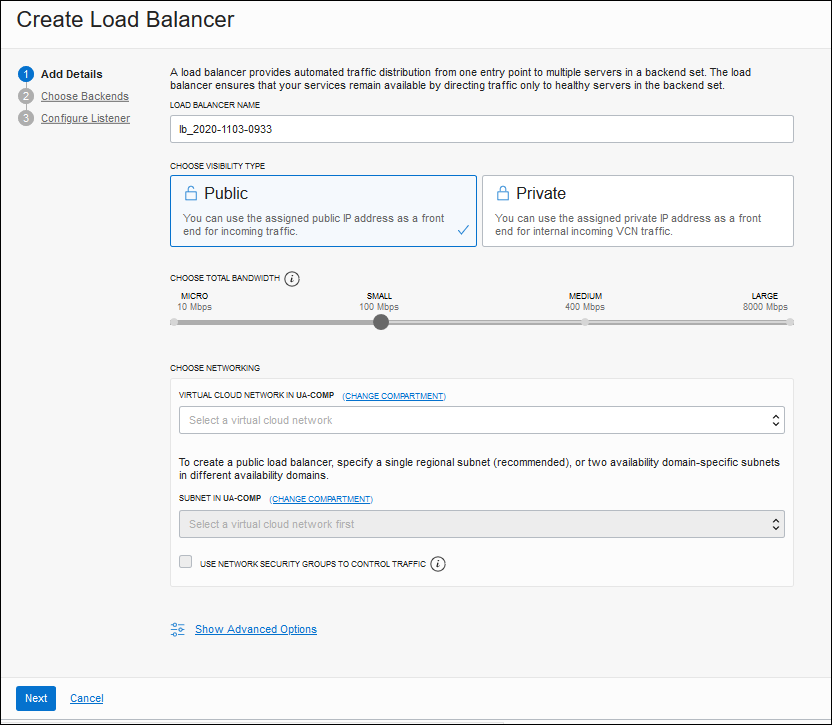 Create Load Balancer
1 Add Details
2 Choose Backends
3 Configure Listener
A load balancer provides automated traffic distribution from one entry point to multiple servers in a backend set. The load
balancer ensures that your services remain available by directing traffic only to healthy servers in the backend set.
LOAD BALANCER NAME
lb_2020-1103-0933
CHOOSE VISIBILITY TYPE
Public
You can use the assigned public IP address as a front
end for incoming traffic.
Private
You can use the assigned private IP address as a front
end for internal incoming VCN traffic.
CHOOSE TOTAL BANDWIDTH i
MICRO SMALL MEDIUM LARGE
10 Mbps 100 Mbps 400 Mbps 8000 Mbps
CHOOSE NETWORKING
VIRTUAL CLOUD NETWORK IN UA-COMP (CHANGE COMPARTMENT)
Select a virtual cloud network
To create a public load balancer, specify a single regional subnet (recommended), or two availability domain-specific subnets
in different availability domains.
SUBNET IN UA-COMP (CHANGE COMPARTMENT)
Select a virtual cloud network first
USE NETWORK SECURITY GROUPS TO CONTROL TRAFFIC i
Show Advanced Options
Next Cancel